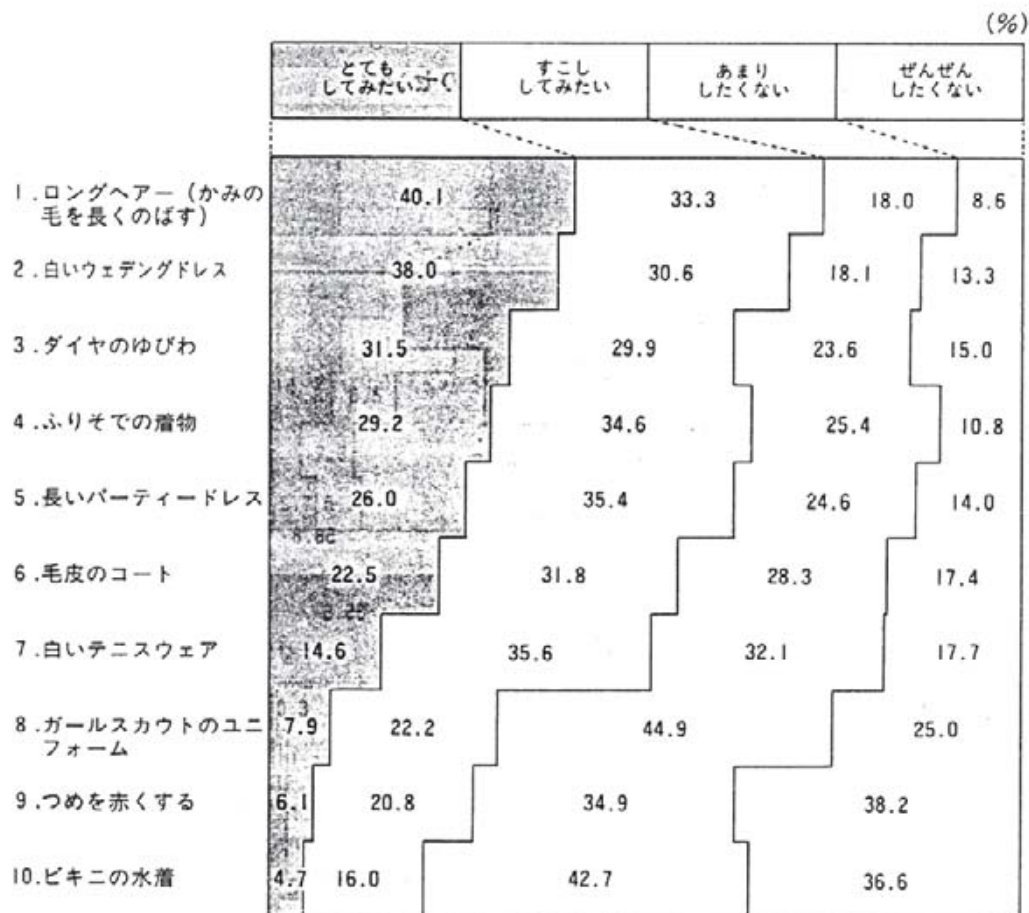 (%)
とても
してみたい
すこし
してみたい
あまり
したくない
ぜんぜん
したくない
1.ロングヘアー(かみの
毛を長くのばす)
40.1 33.3 18.0 8.6
2.白いウェデングドレス 38.0 30.6 18.1 13.3
3.ダイヤのゆびわ 31.5 29.9 23.6 15.0
4.ふりそでの着物 29.2 34.6 25.4 10.8
5.長いパーティードレス 26.0 35.4 24.6 14.0
6.毛皮のコート 22.5 31.8 28.3 17.4
7.白いテニスウェア 14.6 35.6 32.1 17.7
8.ガールスカウトのユニ
フォーム
7.9 22.2 44.9 25.0
9.つめを赤くする 6.1 20.8 34.9 38.2
10.ビキニの水着 4.7 16.0 42.7 36.6